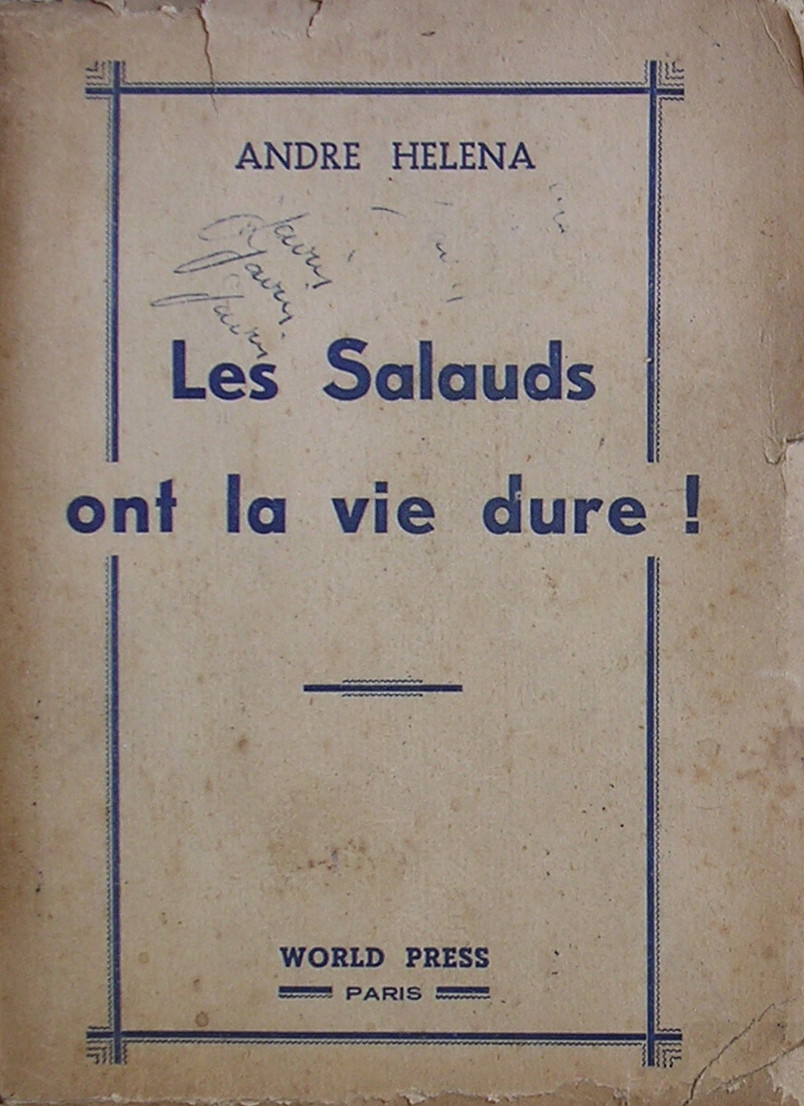 ANDRE HELENA
Les Salauds
ont la vie dure !
WORLD PRESS
PARIS